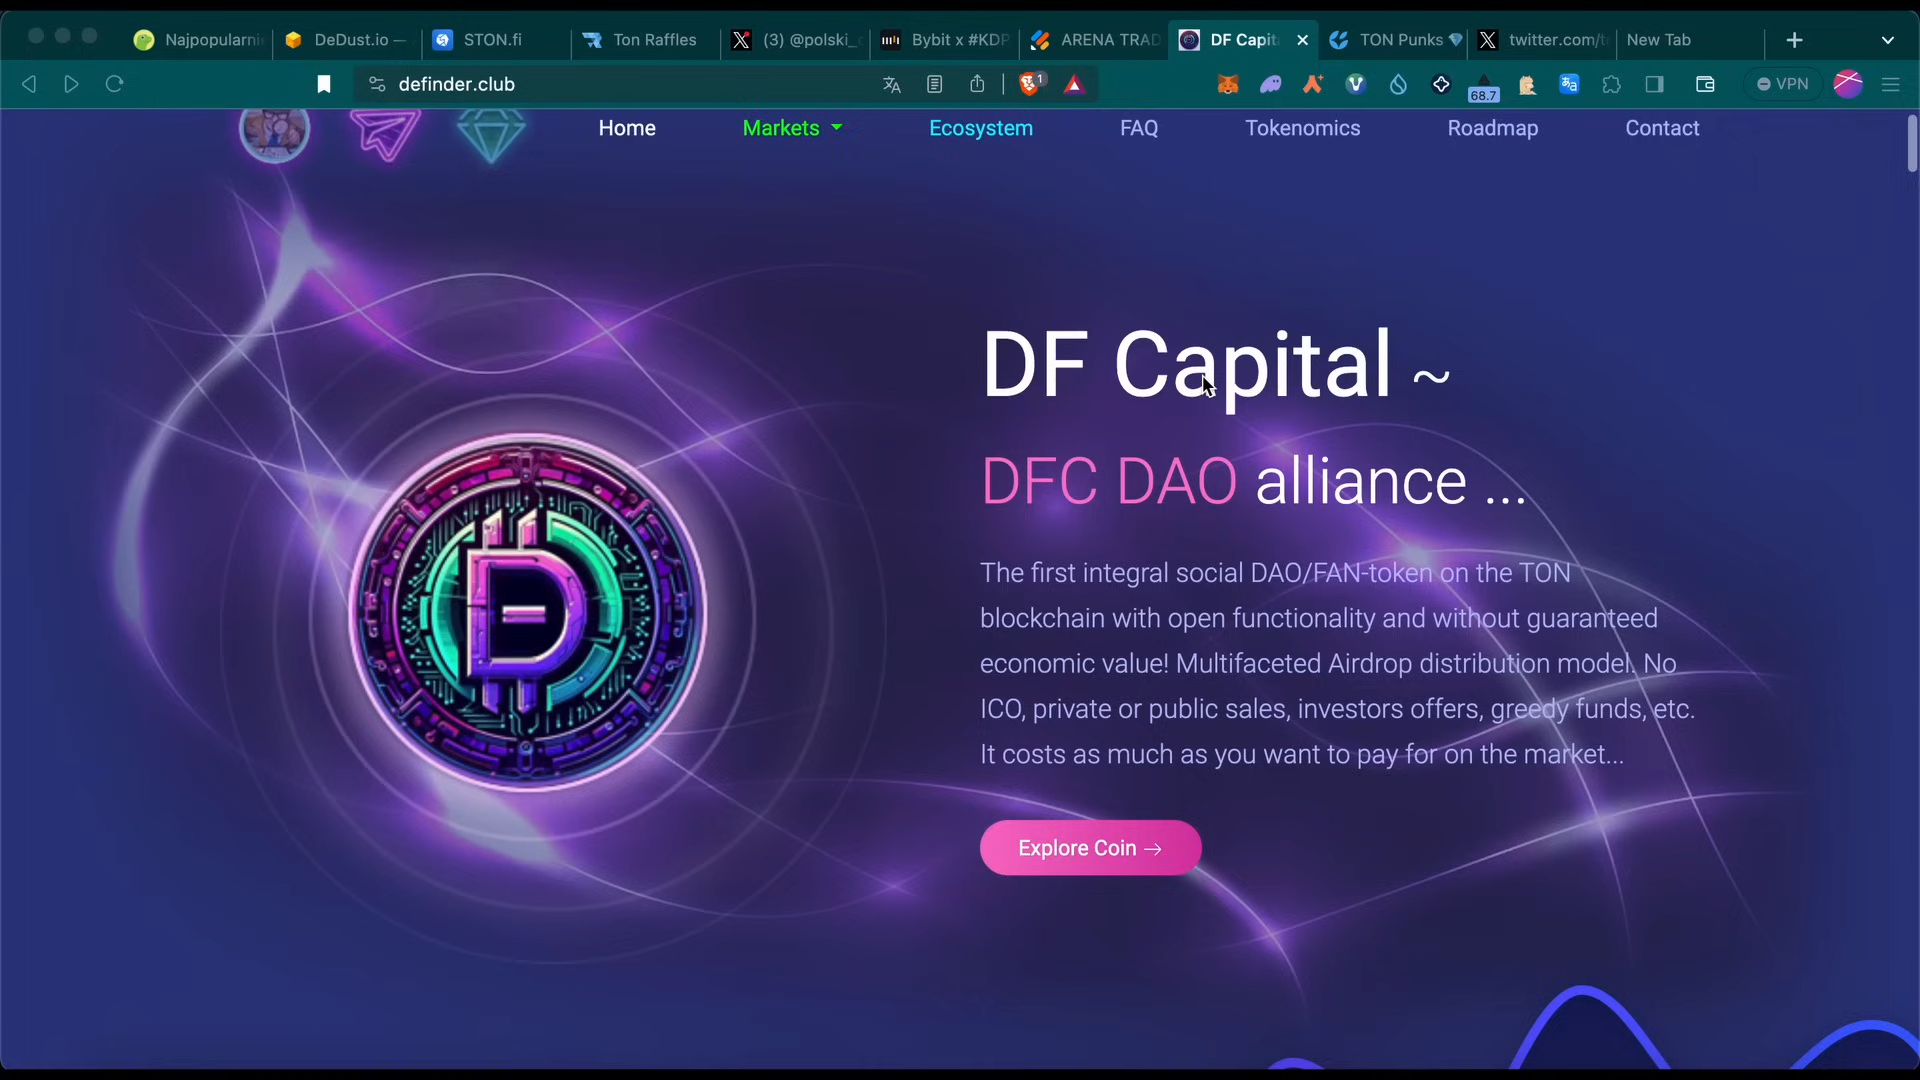 Najpopularni
DeDust.io —
STON.fi
Ton Raffles
(3) @polski_
Bybit x #KDP
ARENA TRAD
DF Capit
TON Punks
twitter.com/t
New Tab
definder.club
1
68.7
VPN
Home
Markets
Ecosystem
FAQ
Tokenomics
Roadmap
Contact
DF Capital ~
DFC DAO alliance ...
The first integral social DAO/FAN-token on the TON
blockchain with open functionality and without guaranteed
economic value! Multifaceted Airdrop distribution model. No
ICO, private or public sales, investors offers, greedy funds, etc.
It costs as much as you want to pay for on the market...
Explore Coin →